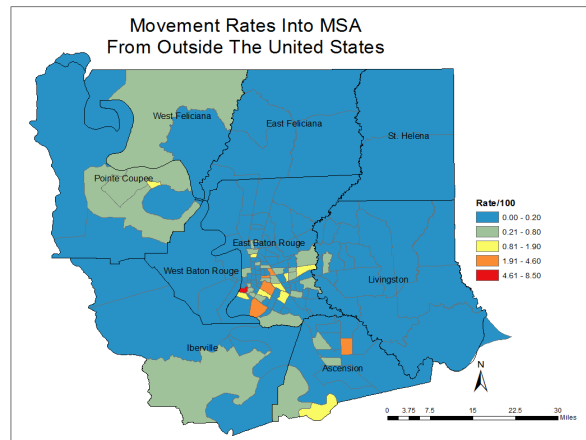 Movement Rates Into MSA
From Outside The United States
West Feliciana
East Feliciana
St. Helena
Pointe Coupee
East Baton Rouge
West Baton Rouge
Livingston
Iberville
Ascension
Rate/100
0.00 - 0.20
0.21 - 0.80
0.81 - 1.90
1.91 - 4.60
4.61 - 8.50
N
0 3.75 7.5 15 22.5 30
Miles